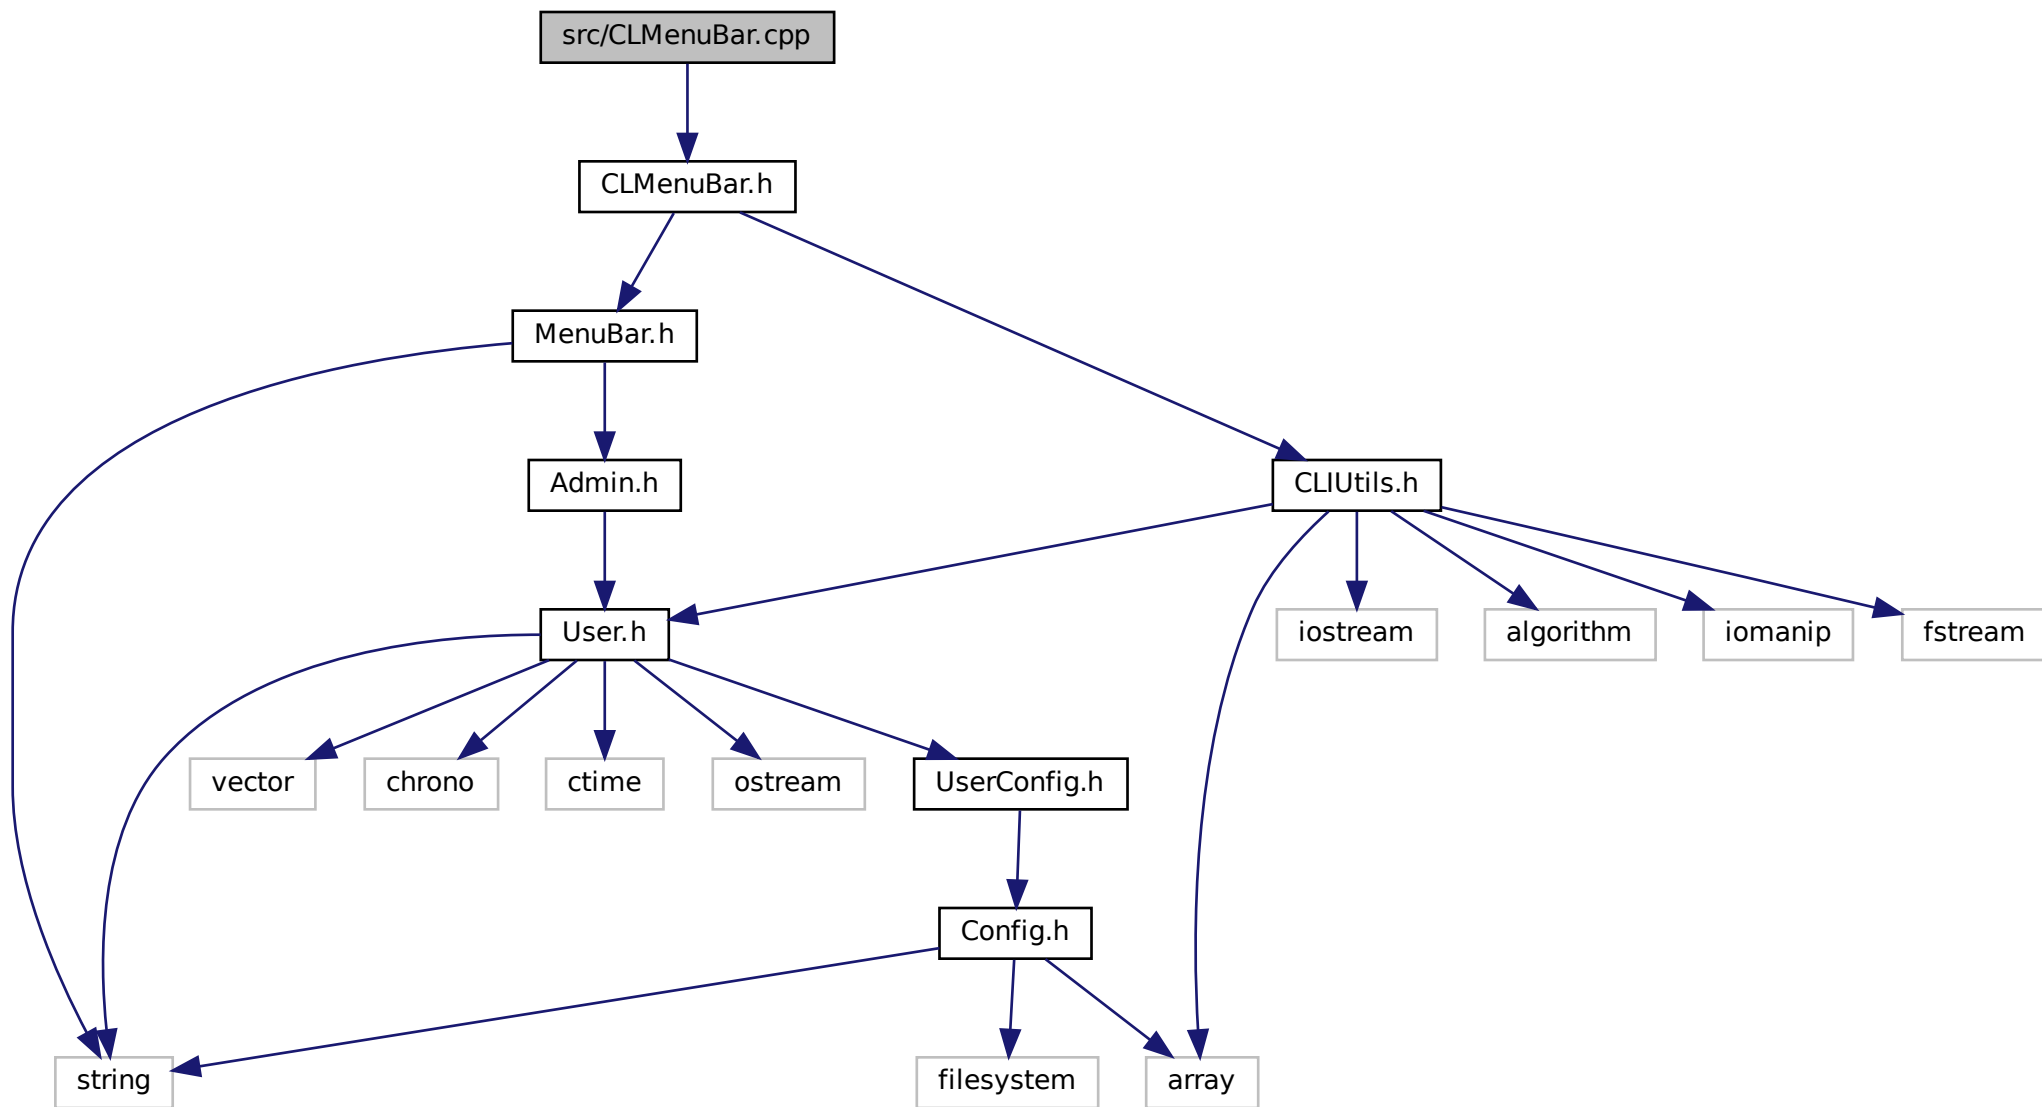 src/CLMenuBar.cpp
CLMenuBar.h
MenuBar.h
Admin.h
CLIUtils.h
User.h
iostream
algorithm
iomanip
fstream
vector
chrono
ctime
ostream
UserConfig.h
Config.h
string
filesystem
array